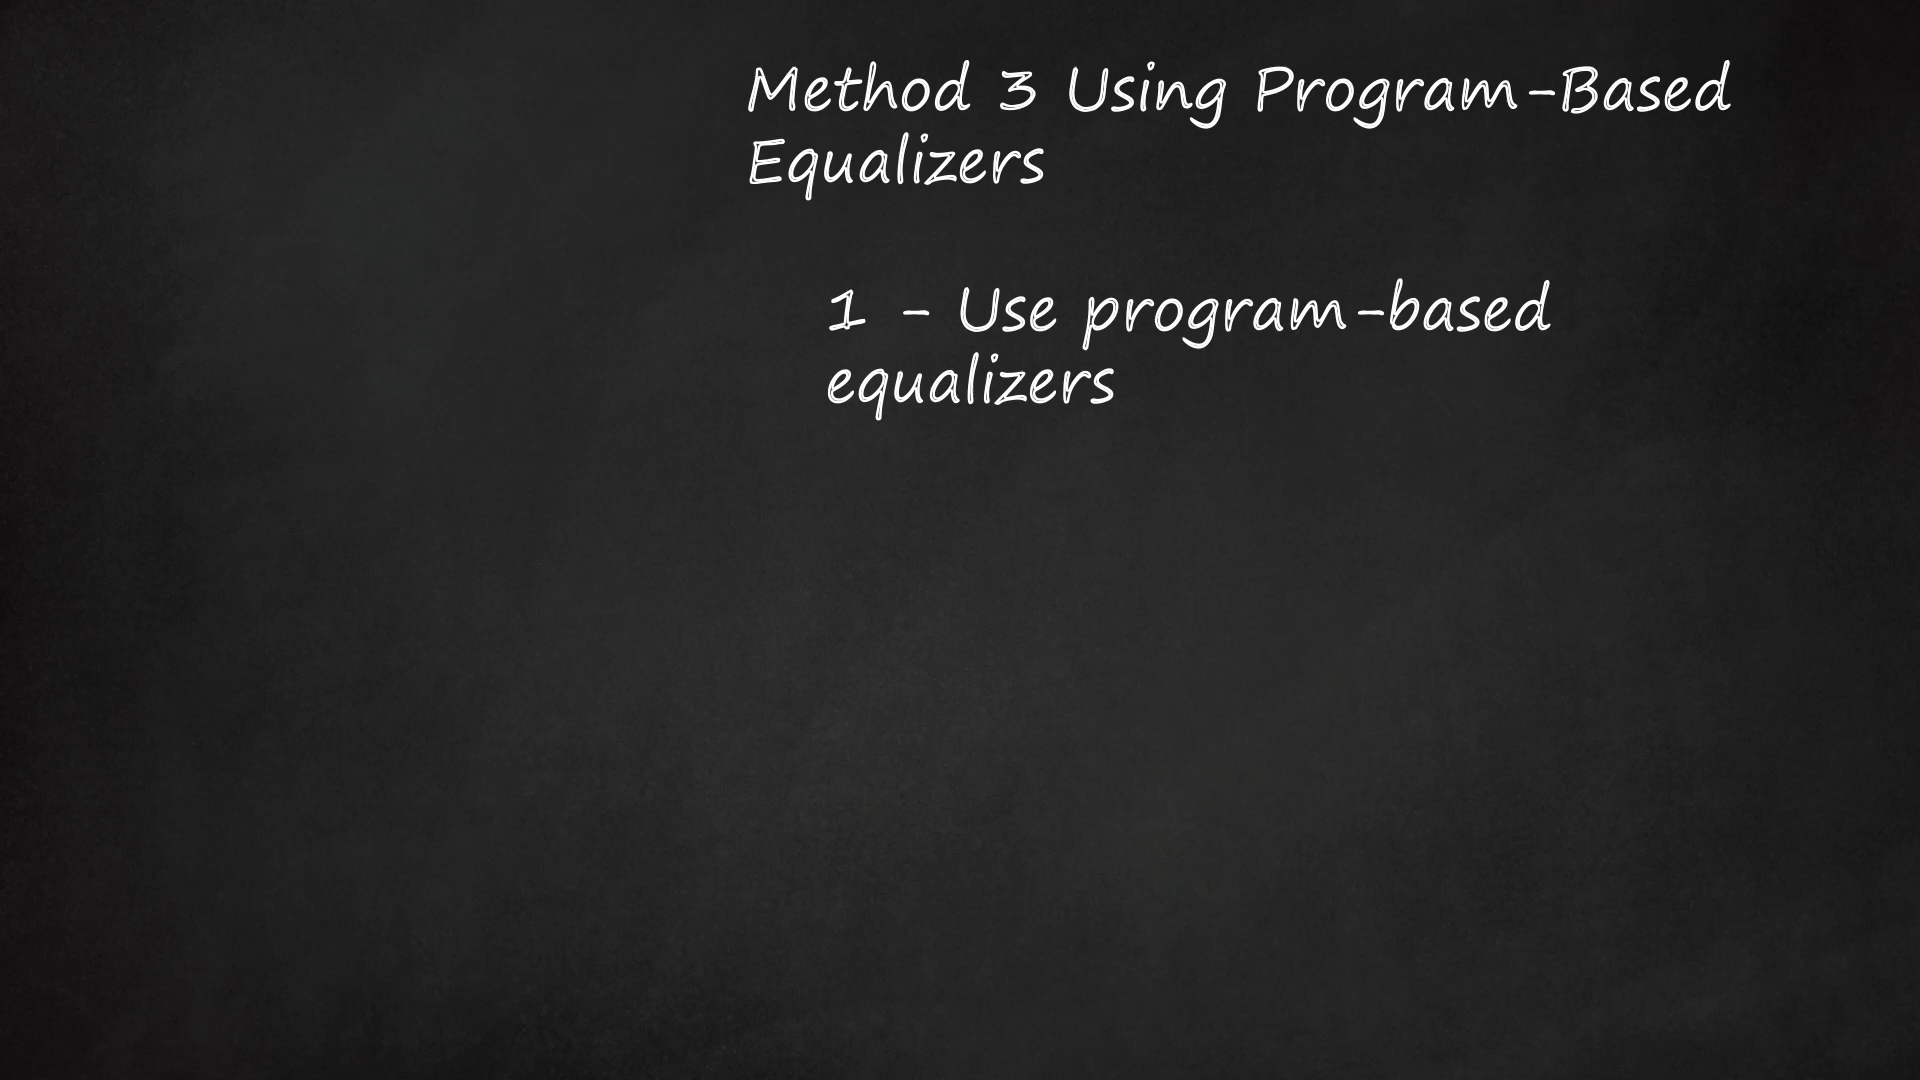 Method 3 Using Program-Based
Equalizers
1 - Use program-based
equalizers